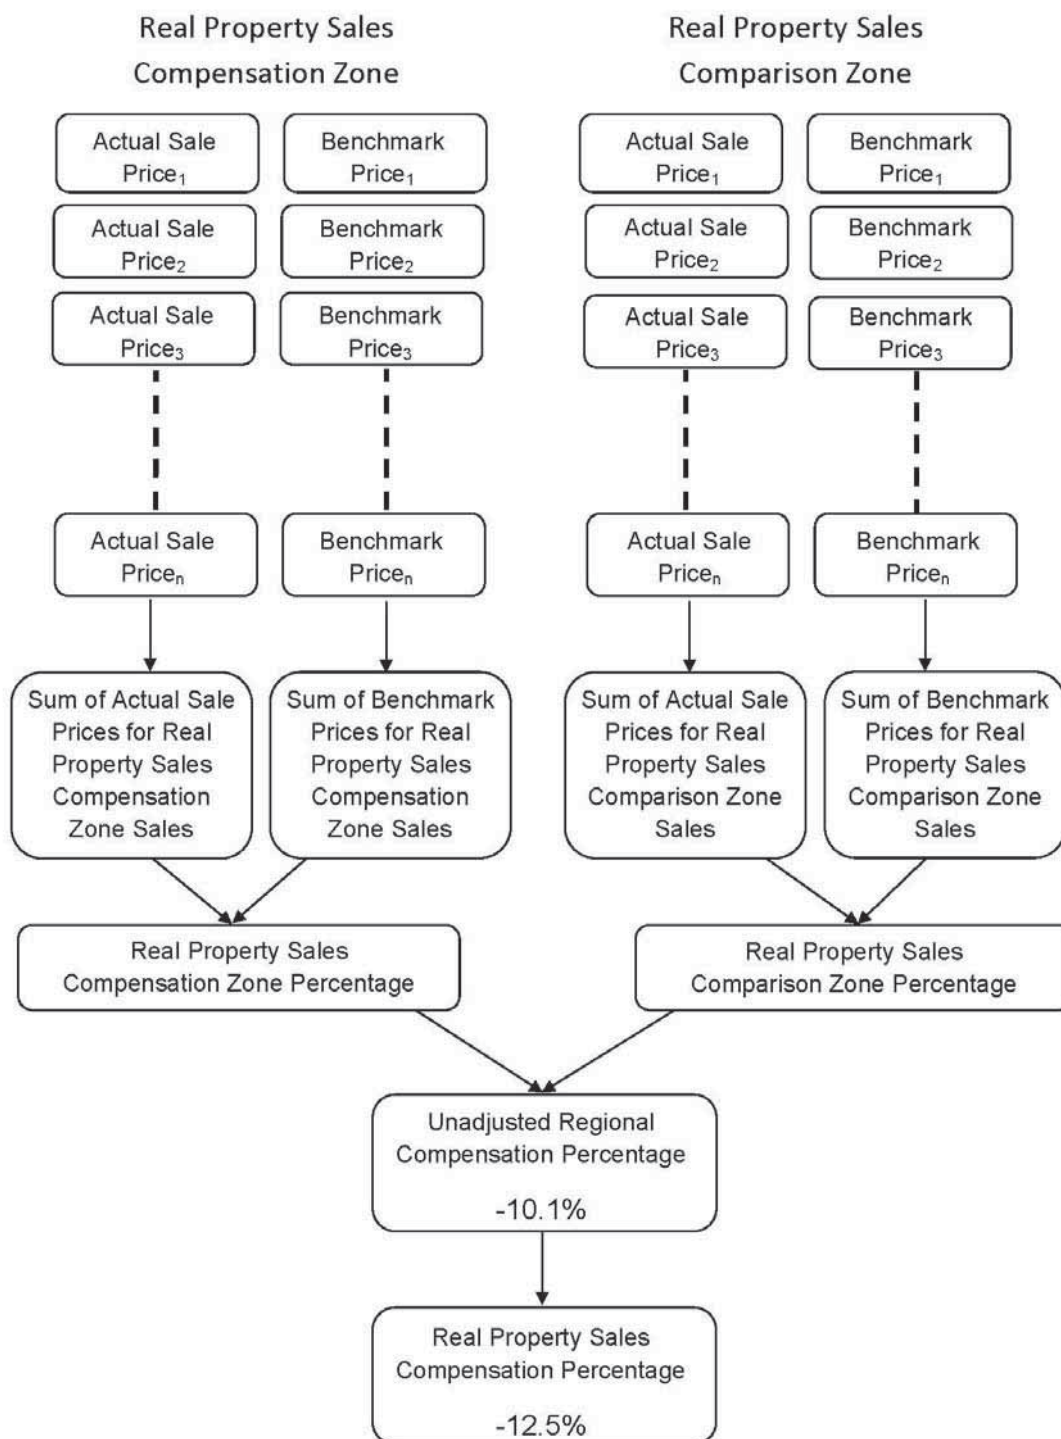 Real Property Sales
Compensation Zone
Real Property Sales
Comparison Zone
Actual Sale
Price₁
Benchmark
Price₁
Actual Sale
Price₁
Benchmark
Price₁
Actual Sale
Price₂
Benchmark
Price₂
Actual Sale
Price₂
Benchmark
Price₂
Actual Sale
Price₃
Benchmark
Price₃
Actual Sale
Price₃
Benchmark
Price₃
Actual Sale
Priceₙ
Benchmark
Priceₙ
Actual Sale
Priceₙ
Benchmark
Priceₙ
Sum of Actual Sale
Prices for Real
Property Sales
Compensation
Zone Sales
Sum of Benchmark
Prices for Real
Property Sales
Compensation
Zone Sales
Sum of Actual Sale
Prices for Real
Property Sales
Comparison Zone
Sales
Sum of Benchmark
Prices for Real
Property Sales
Comparison Zone
Sales
Real Property Sales
Compensation Zone Percentage
Real Property Sales
Comparison Zone Percentage
Unadjusted Regional
Compensation Percentage
-10.1%
Real Property Sales
Compensation Percentage
-12.5%